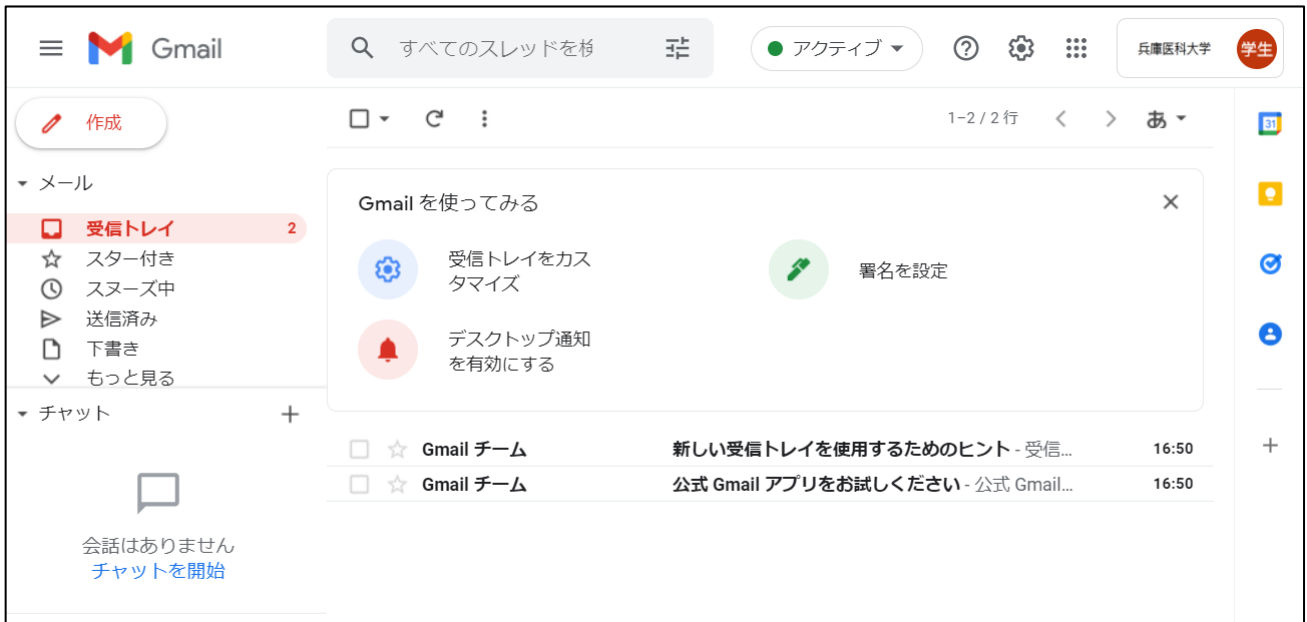 Gmail
すべてのスレッドを検
アクティブ
兵庫医科大学
学生
作成
1–2 / 2 行
あ
31
メール
受信トレイ 2
スター付き
スヌーズ中
送信済み
下書き
もっと見る
チャット
会話はありません
チャットを開始
Gmail を使ってみる
受信トレイをカス
タマイズ
署名を設定
デスクトップ通知
を有効にする
Gmail チーム 新しい受信トレイを使用するためのヒント - 受信... 16:50
Gmail チーム 公式 Gmail アプリをお試しください - 公式 Gmail... 16:50